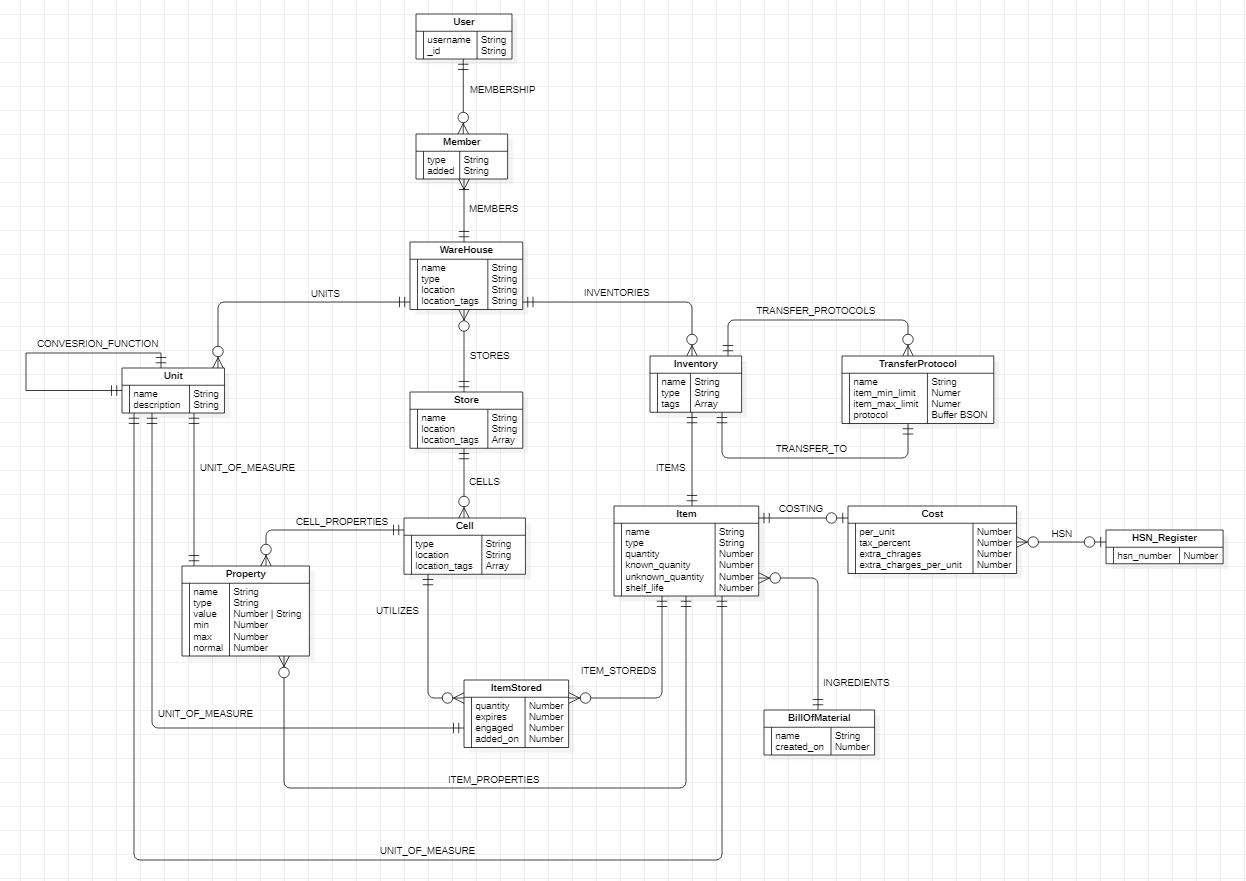 User
username String
_id String
MEMBERSHIP
Member
type String
added String
MEMBERS
WareHouse
name String
type String
location String
location_tags String
UNITS
INVENTORIES
TRANSFER_PROTOCOLS
CONVESRION_FUNCTION
STORES
Unit
name String
description String
Inventory
name String
type String
tags Array
TransferProtocol
name String
item_min_limit Numer
item_max_limit Numer
protocol Buffer BSON
Store
name String
location String
location_tags Array
TRANSFER_TO
UNIT_OF_MEASURE
ITEMS
CELLS
CELL_PROPERTIES
Cell
type String
location String
location_tags Array
Item
name String
type String
quantity Number
known_quanity Number
unknown_quantity Number
shelf_life Number
COSTING
Cost
per_unit Number
tax_percent Number
extra_chrages Number
extra_charges_per_unit Number
HSN
HSN_Register
hsn_number Number
Property
name String
type String
value Number | String
min Number
max Number
normal Number
UTILIZES
ITEM_STOREDS
INGREDIENTS
ItemStored
quantity Number
expires Number
engaged Number
added_on Number
UNIT_OF_MEASURE
BillOfMaterial
name String
created_on Number
ITEM_PROPERTIES
UNIT_OF_MEASURE